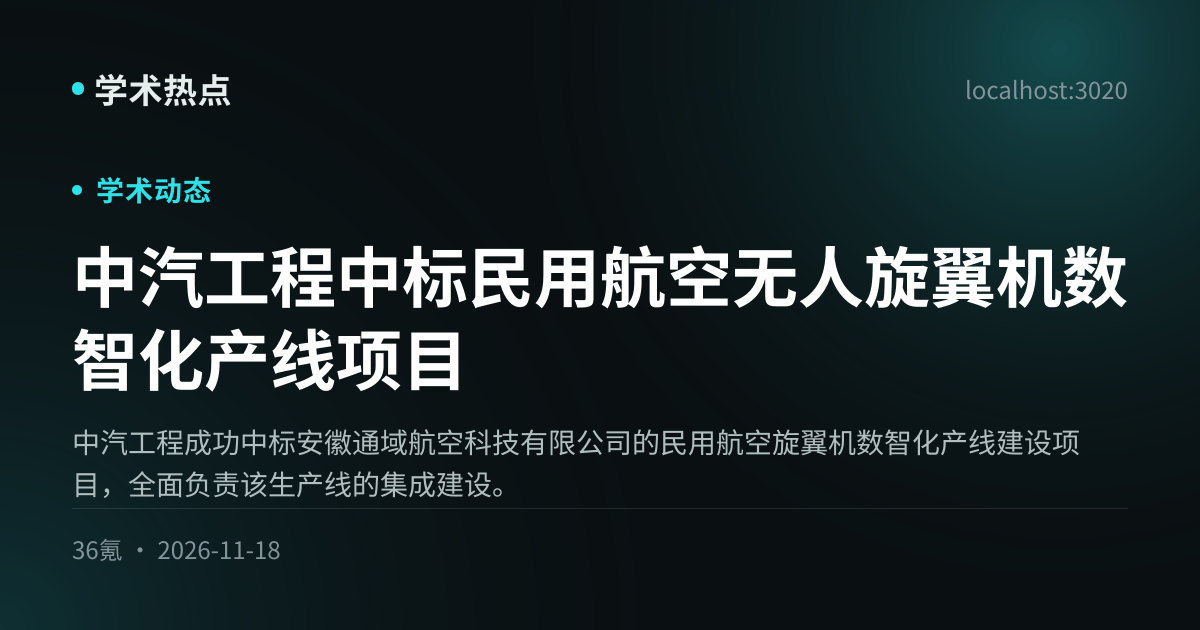 学术热点
localhost:3020
学术动态
中汽工程中标民用航空无人旋翼机数
智化产线项目
中汽工程成功中标安徽通域航空科技有限公司的民用航空旋翼机数智化产线建设项
目，全面负责该生产线的集成建设。
36氪 · 2026-11-18